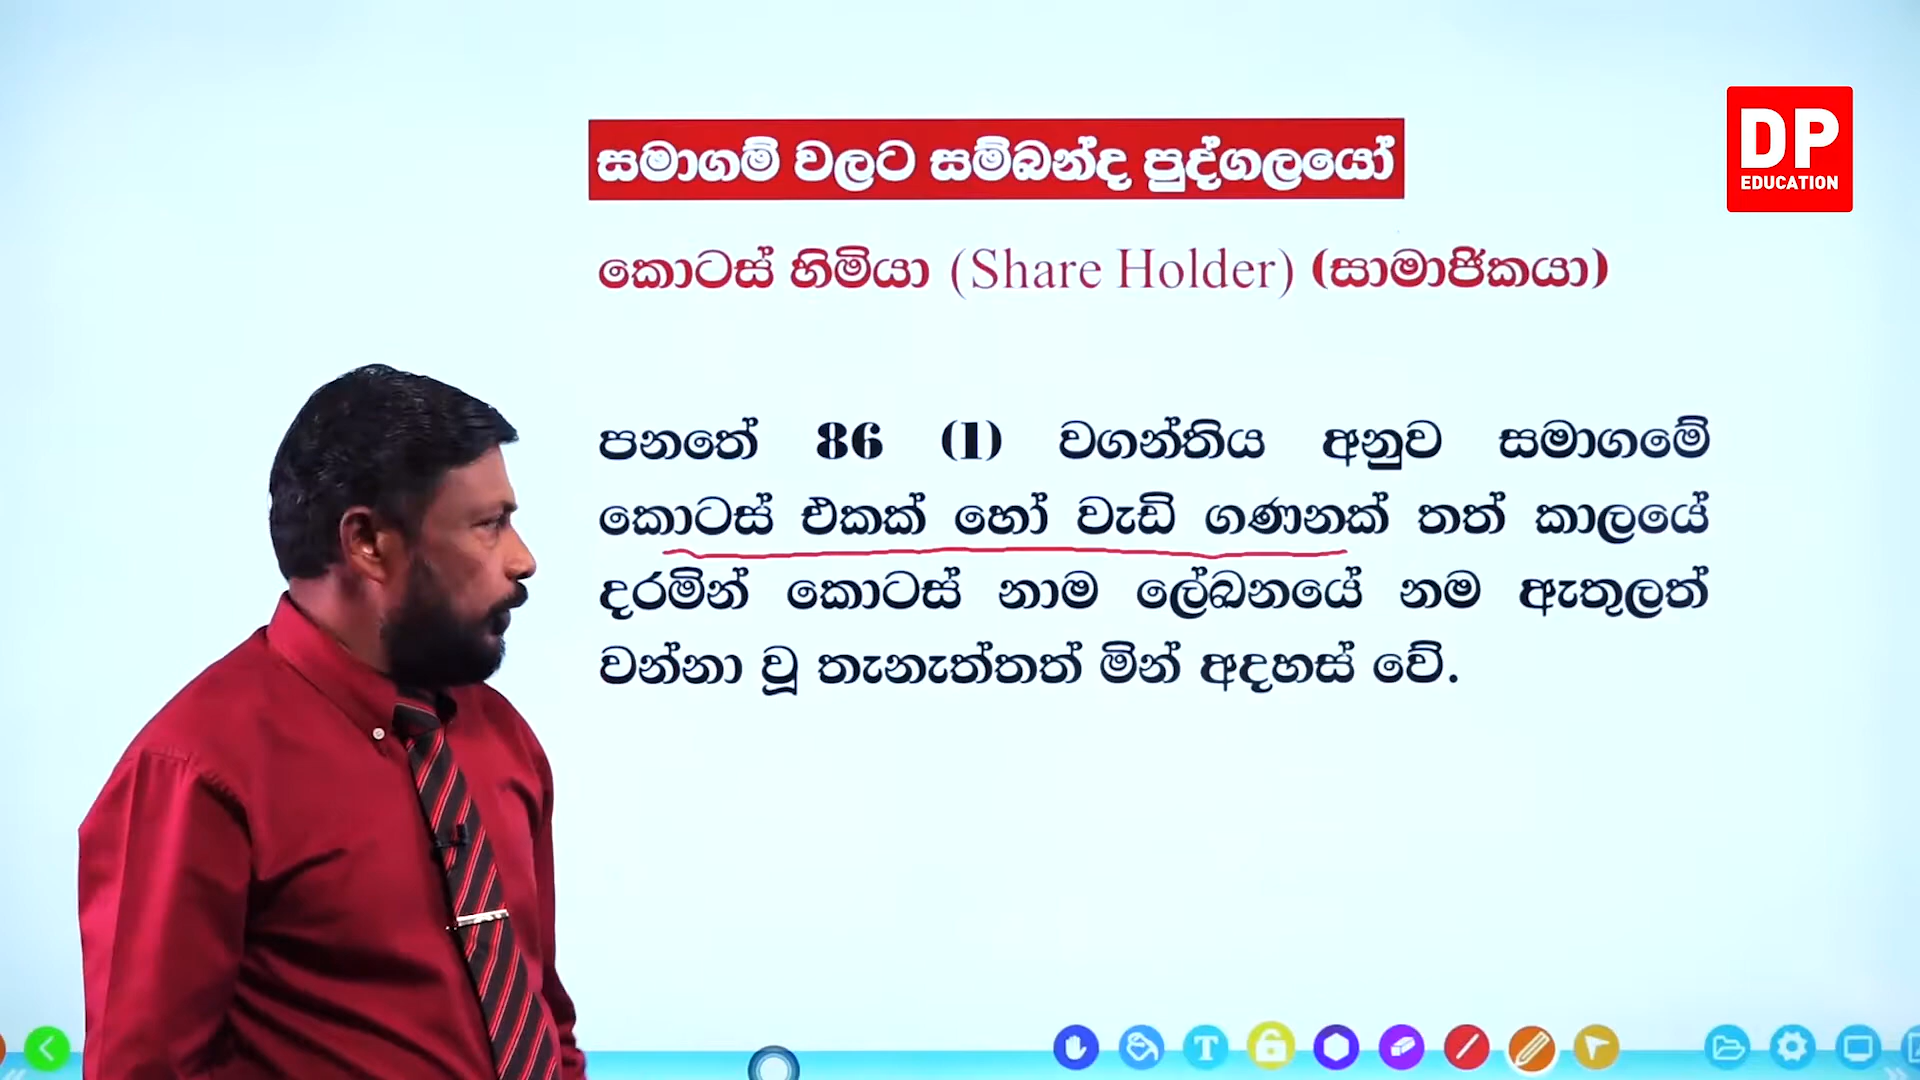 සමාගම් වලට සම්බන්ද පුද්ගලයෝ
DP
EDUCATION
කොටස් හිමියා (Share Holder) (සාමාජිකයා)
පනතේ 86 (1) වගන්තිය අනුව සමාගමේ
කොටස් එකක් හෝ වැඩි ගණනක් තත් කාලයේ
දරමින් කොටස් නාම ලේඛනයේ නම ඇතුලත්
වන්නා වූ තැනැත්තත් මින් අදහස් වේ.
T